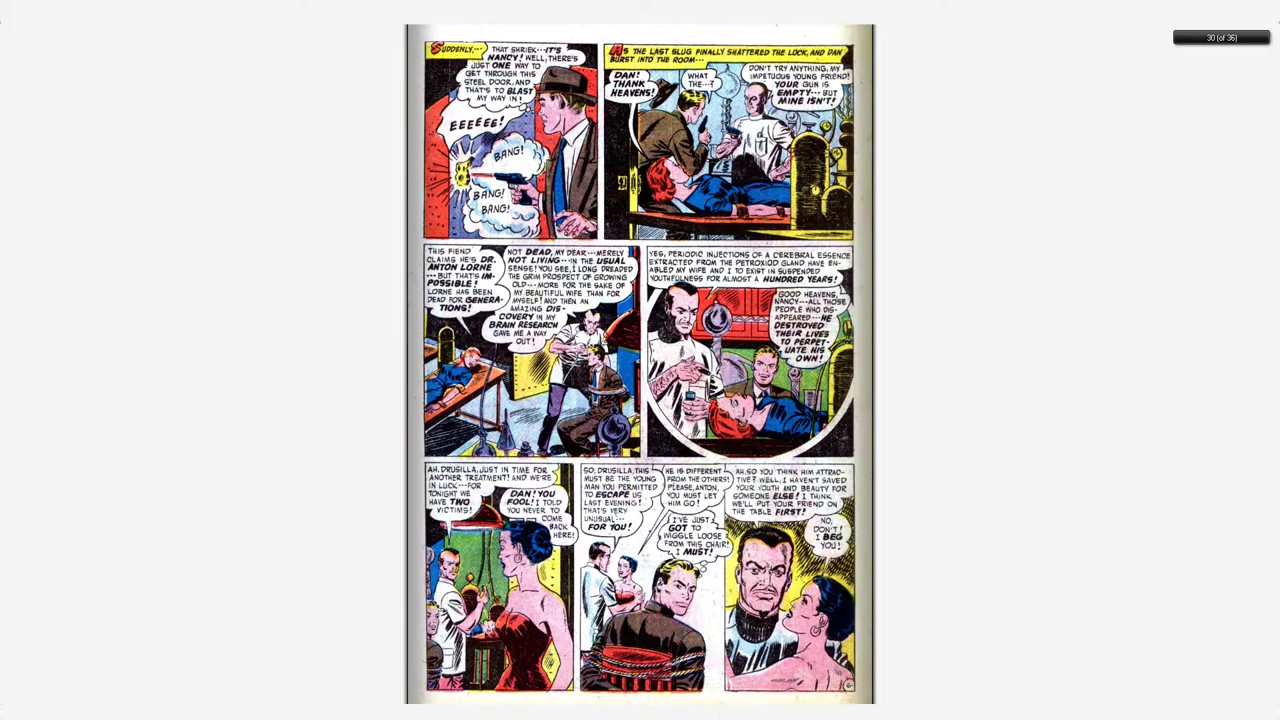 30 (of 36)
SUDDENLY,...
THAT SHRIEK...IT'S
NANCY! WELL, THERE'S
JUST ONE WAY TO
GET THROUGH THIS
STEEL DOOR, AND
THAT'S TO BLAST
MY WAY IN!
EEEEEE!
BANG!
BANG!
BANG!
AS THE LAST SLUG FINALLY SHATTERED THE LOCK, AND DAN
BURST INTO THE ROOM...
DAN!
THANK
HEAVENS!
WHAT
THE...?
DON'T TRY ANYTHING, MY
IMPETUOUS YOUNG FRIEND!
YOUR GUN IS
EMPTY... BUT
MINE ISN'T!
THIS FIEND
CLAIMS HE'S DR.
ANTON LORNE
...BUT THAT'S IM-
POSSIBLE!
LORNE HAS BEEN
DEAD FOR GENERA-
TIONS!
NOT DEAD, MY DEAR...MERELY
NOT LIVING...IN THE USUAL
SENSE! YOU SEE, I LONG DREADED
THE GRIM PROSPECT OF GROWING
OLD...MORE FOR THE SAKE OF
MY BEAUTIFUL WIFE THAN FOR
MYSELF! AND THEN AN
AMAZING DIS-
COVERY IN MY
BRAIN RESEARCH
GAVE ME A WAY
OUT!
YES, PERIODIC INJECTIONS OF A CEREBRAL ESSENCE
EXTRACTED FROM THE PETROXIOD GLAND HAVE EN-
ABLED MY WIFE AND I TO EXIST IN SUSPENDED
YOUTHFULNESS FOR ALMOST A HUNDRED YEARS!
GOOD HEAVENS,
NANCY...ALL THOSE
PEOPLE WHO DIS-
APPEARED...HE
DESTROYED
THEIR LIVES
TO PERPET-
UATE HIS
OWN!
AH, DRUSILLA, JUST IN TIME FOR
ANOTHER TREATMENT! AND WE'RE
IN LUCK...FOR
TONIGHT WE
HAVE TWO
VICTIMS!
DAN! YOU
FOOL! I TOLD
YOU NEVER TO
COME
BACK
HERE!
SO, DRUSILLA, THIS
MUST BE THE YOUNG
MAN YOU PERMITTED
TO ESCAPE US
LAST EVENING!
THAT'S VERY
UNUSUAL...
FOR YOU!
HE IS DIFFERENT
FROM THE OTHERS!
PLEASE, ANTON,
YOU MUST LET
HIM GO!
I'VE JUST
GOT TO
WIGGLE LOOSE
FROM THIS CHAIR!
I MUST!
AH, SO YOU THINK HIM ATTRAC-
TIVE? WELL, I HAVEN'T SAVED
YOUR YOUTH AND BEAUTY FOR
SOMEONE ELSE! I THINK
WE'LL PUT YOUR FRIEND ON
THE TABLE FIRST!
NO,
DON'T!
I BEG
YOU!
6